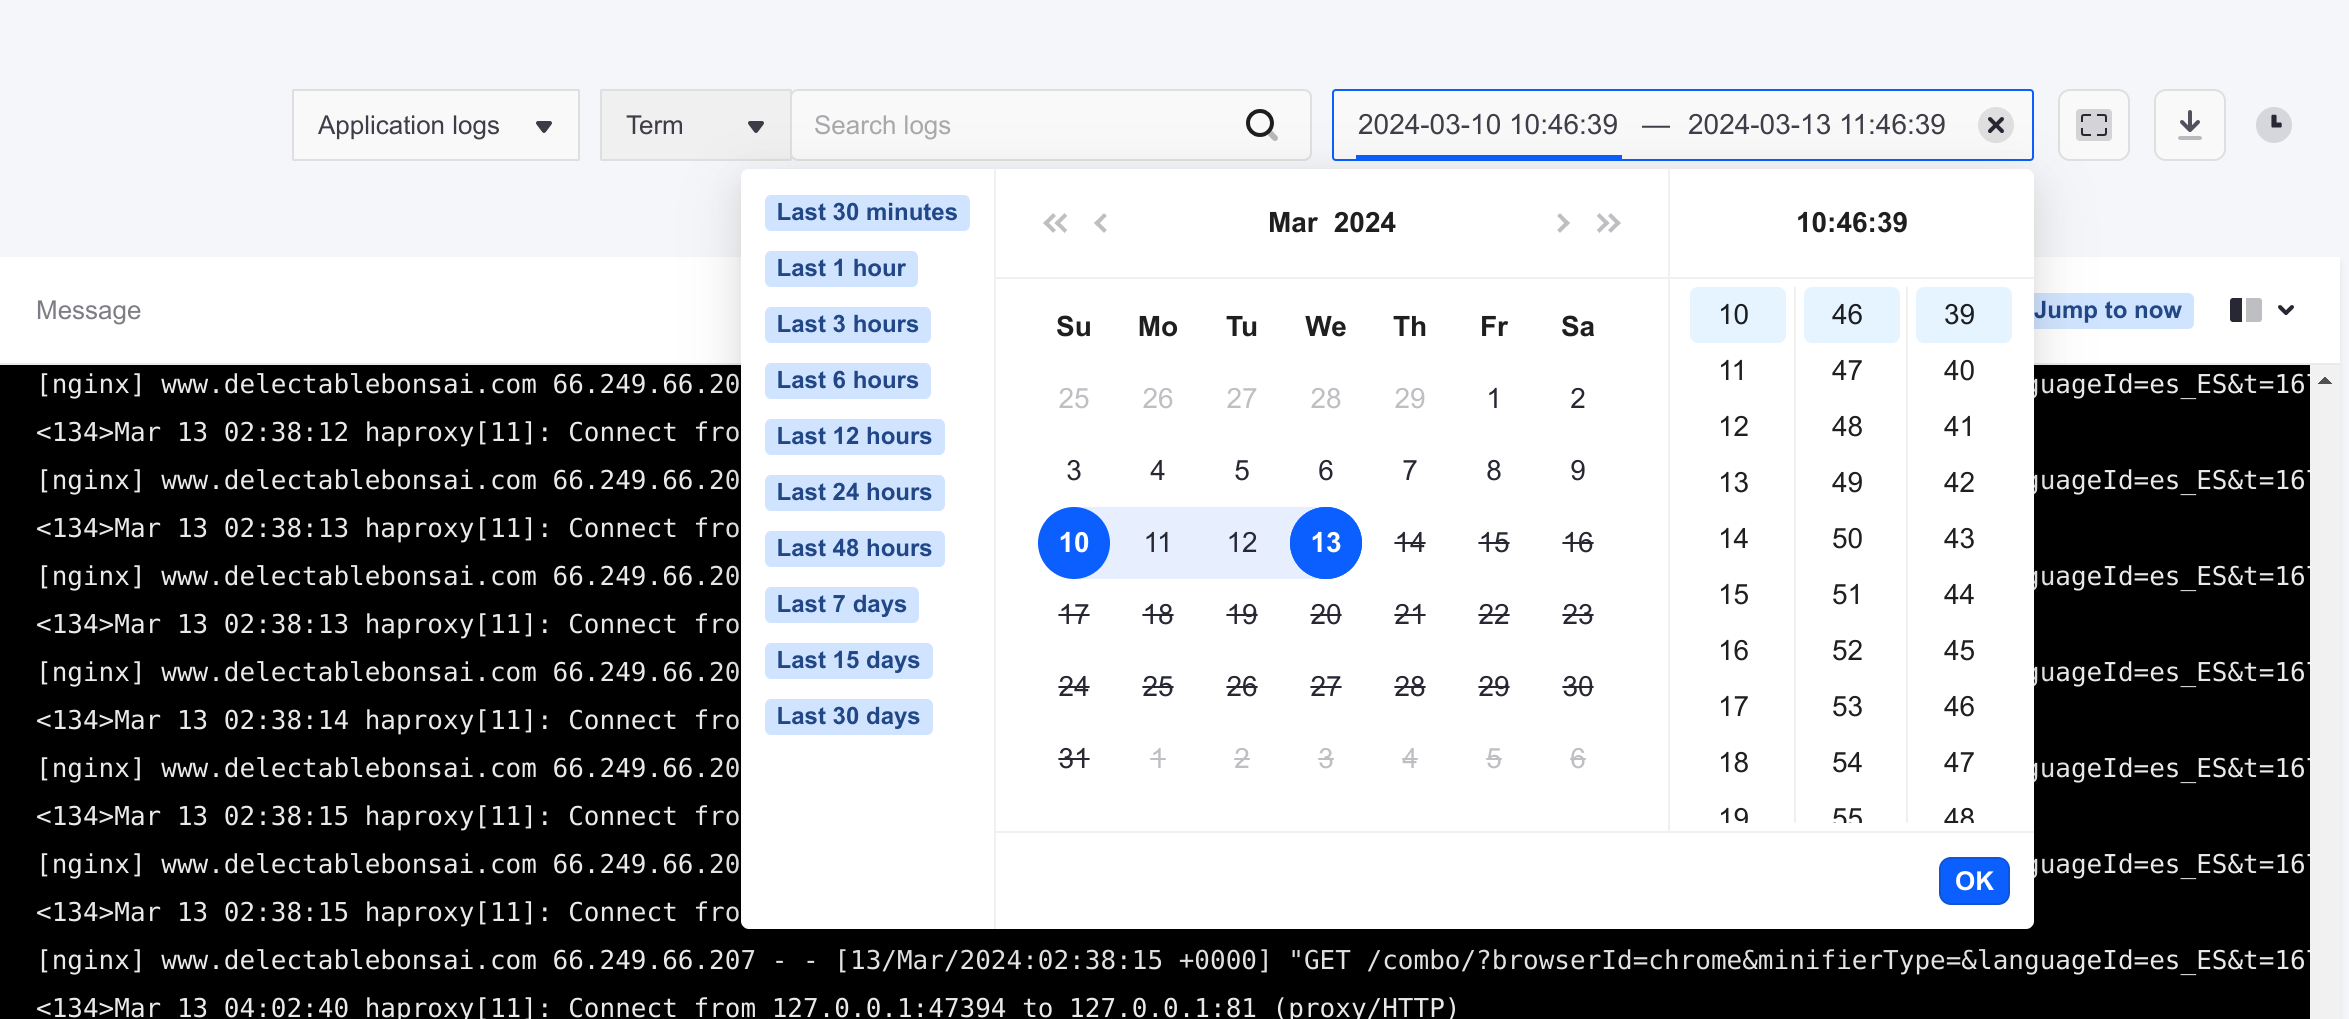 Application logs Term Search logs 2024-03-10 10:46:39 — 2024-03-13 11:46:39
Last 30 minutes
Last 1 hour
Last 3 hours
Last 6 hours
Last 12 hours
Last 24 hours
Last 48 hours
Last 7 days
Last 15 days
Last 30 days
Mar 2024
Su Mo Tu We Th Fr Sa
25 26 27 28 29 1 2
3 4 5 6 7 8 9
10 11 12 13 14 15 16
17 18 19 20 21 22 23
24 25 26 27 28 29 30
31 1 2 3 4 5 6
10:46:39
10 46 39
11 47 40
12 48 41
13 49 42
14 50 43
15 51 44
16 52 45
17 53 46
18 54 47
19 55 48
OK
Message Jump to now
[nginx] www.delectablebonsai.com 66.249.66.20 guageId=es_ES&t=16
<134>Mar 13 02:38:12 haproxy[11]: Connect fro
[nginx] www.delectablebonsai.com 66.249.66.20 guageId=es_ES&t=16
<134>Mar 13 02:38:13 haproxy[11]: Connect fro
[nginx] www.delectablebonsai.com 66.249.66.20 guageId=es_ES&t=16
<134>Mar 13 02:38:13 haproxy[11]: Connect fro
[nginx] www.delectablebonsai.com 66.249.66.20 guageId=es_ES&t=16
<134>Mar 13 02:38:14 haproxy[11]: Connect fro
[nginx] www.delectablebonsai.com 66.249.66.20 guageId=es_ES&t=16
<134>Mar 13 02:38:15 haproxy[11]: Connect fro
[nginx] www.delectablebonsai.com 66.249.66.20 guageId=es_ES&t=16
<134>Mar 13 02:38:15 haproxy[11]: Connect fro
[nginx] www.delectablebonsai.com 66.249.66.207 - - [13/Mar/2024:02:38:15 +0000] "GET /combo/?browserId=chrome&minifierType=&languageId=es_ES&t=16
<134>Mar 13 04:02:40 haproxy[11]: Connect from 127.0.0.1:47394 to 127.0.0.1:81 (proxy/HTTP)